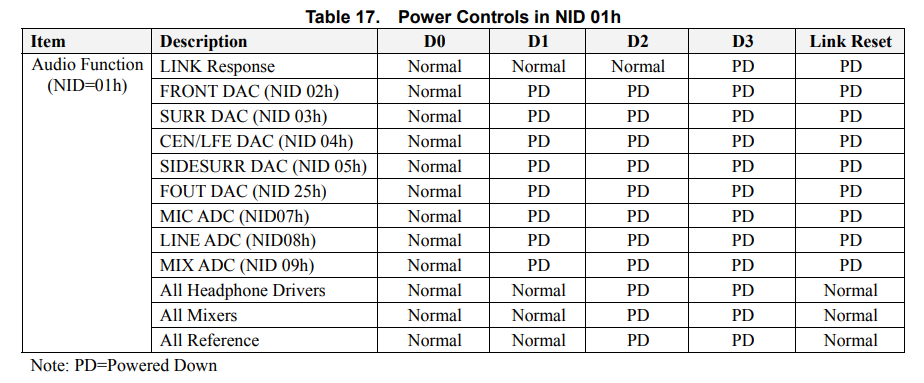 Table 17. Power Controls in NID 01h
Item Description D0 D1 D2 D3 Link Reset
Audio Function LINK Response Normal Normal Normal PD PD
(NID=01h) FRONT DAC (NID 02h) Normal PD PD PD PD
SURR DAC (NID 03h) Normal PD PD PD PD
CEN/LFE DAC (NID 04h) Normal PD PD PD PD
SIDESURR DAC (NID 05h) Normal PD PD PD PD
FOUT DAC (NID 25h) Normal PD PD PD PD
MIC ADC (NID07h) Normal PD PD PD PD
LINE ADC (NID08h) Normal PD PD PD PD
MIX ADC (NID 09h) Normal PD PD PD PD
All Headphone Drivers Normal Normal PD PD Normal
All Mixers Normal Normal PD PD Normal
All Reference Normal Normal PD PD Normal
Note: PD=Powered Down